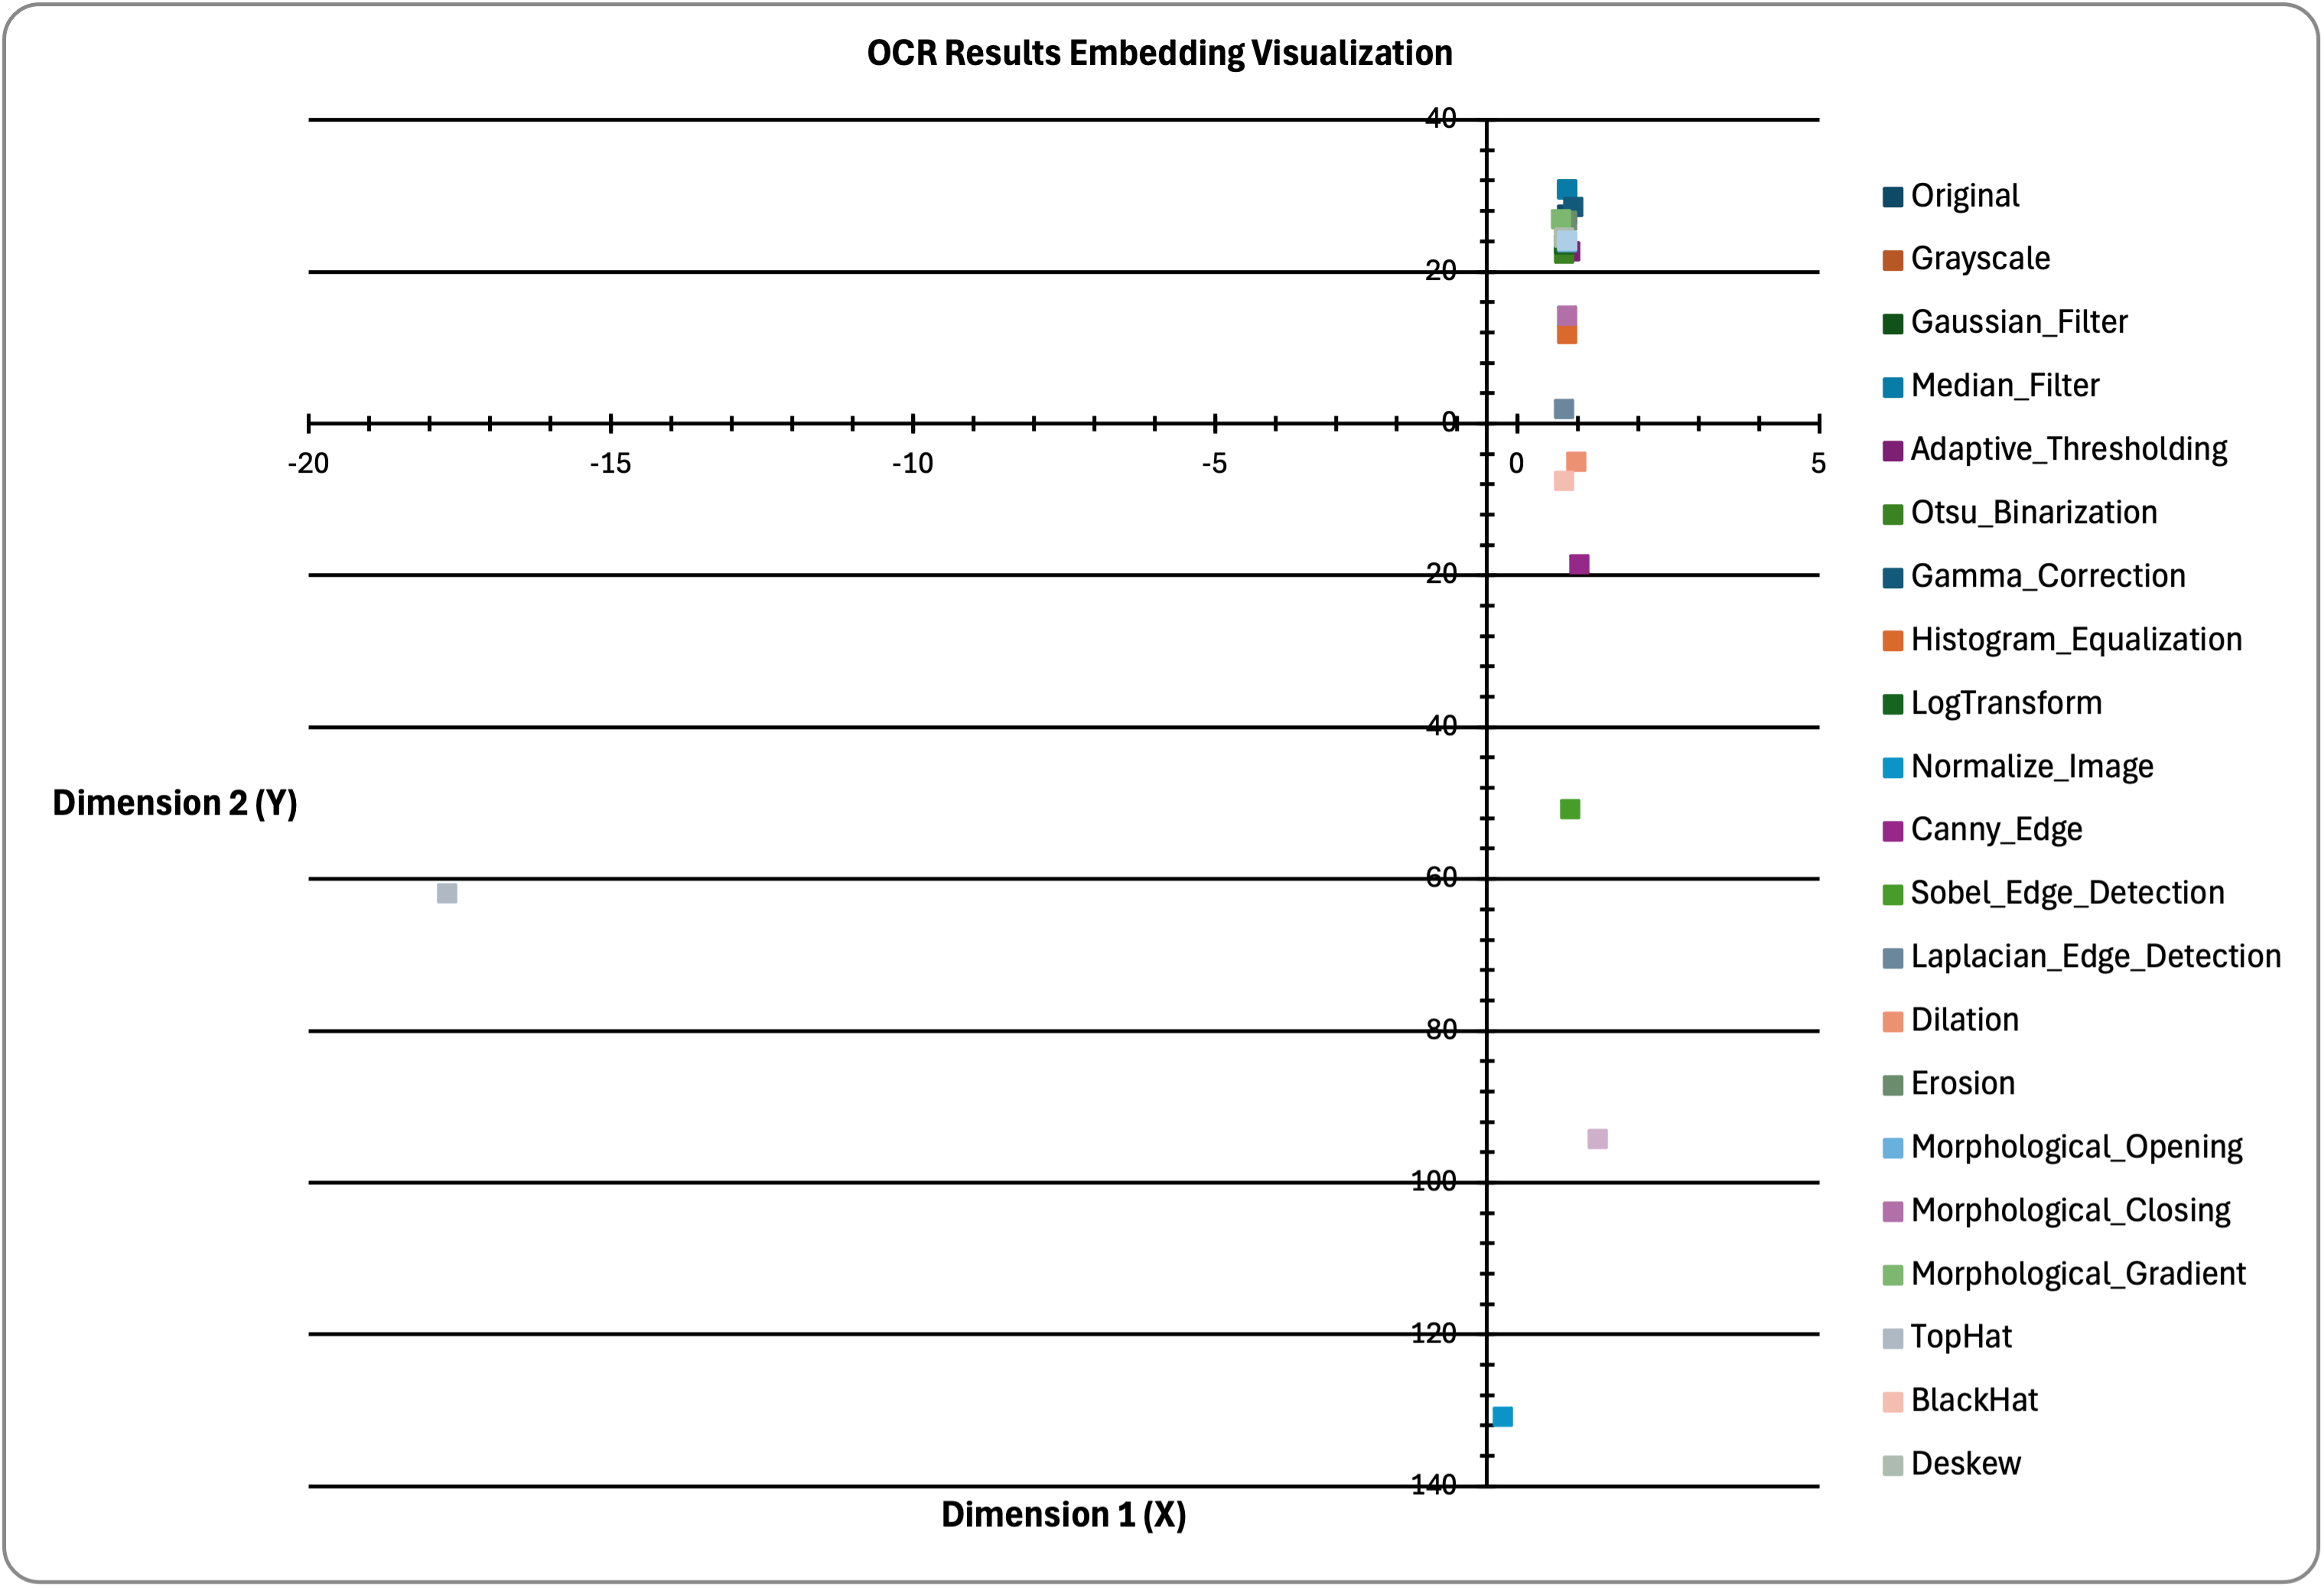 OCR Results Embedding Visualization
40
20
0
-20
-15
-10
-5
0
5
20
40
60
80
100
120
140
Dimension 2 (Y)
Dimension 1 (X)
Original
Grayscale
Gaussian_Filter
Median_Filter
Adaptive_Thresholding
Otsu_Binarization
Gamma_Correction
Histogram_Equalization
LogTransform
Normalize_Image
Canny_Edge
Sobel_Edge_Detection
Laplacian_Edge_Detection
Dilation
Erosion
Morphological_Opening
Morphological_Closing
Morphological_Gradient
TopHat
BlackHat
Deskew